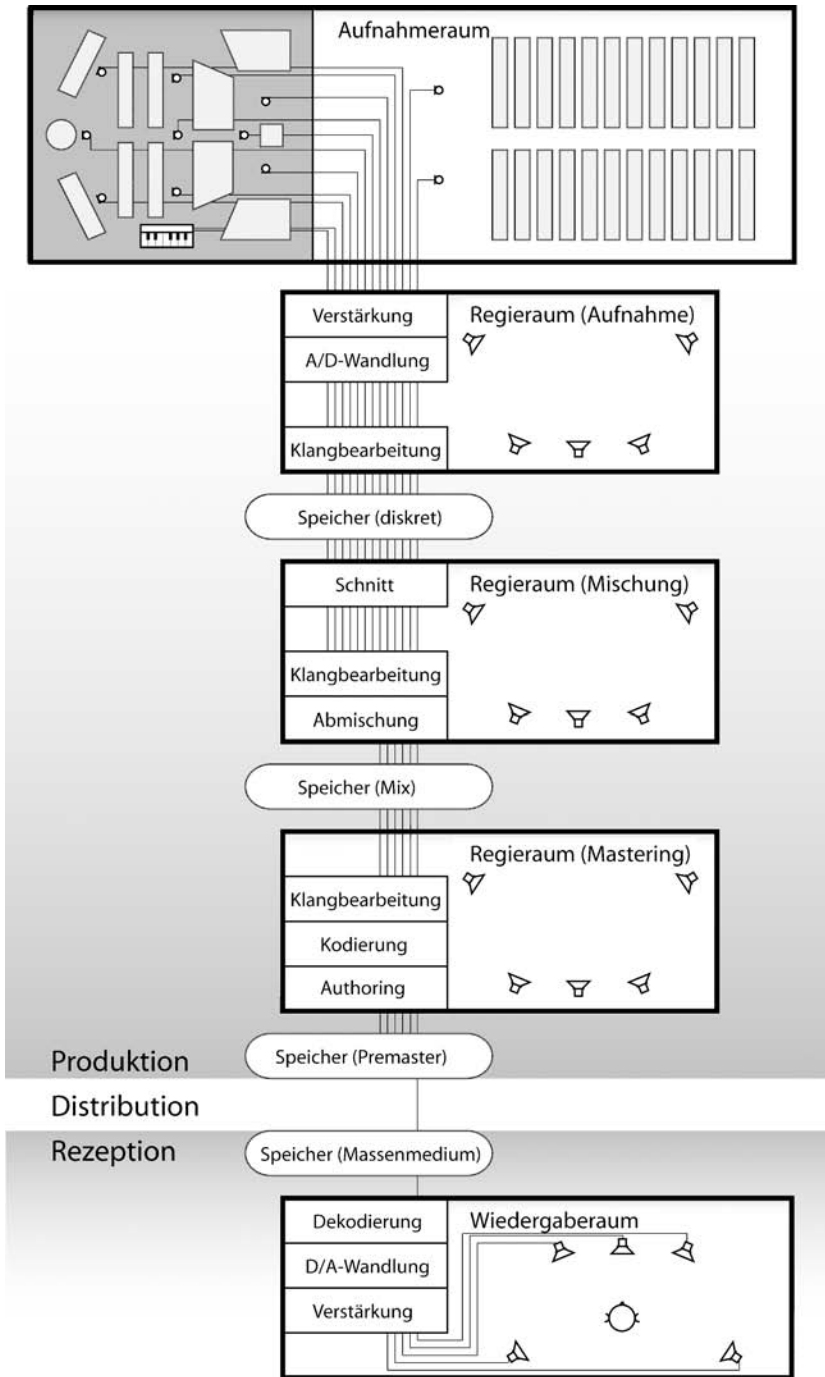 Aufnahmeraum
Verstärkung
Regieraum (Aufnahme)
A/D-Wandlung
Klangbearbeitung
Speicher (diskret)
Schnitt
Regieraum (Mischung)
Klangbearbeitung
Abmischung
Speicher (Mix)
Regieraum (Mastering)
Klangbearbeitung
Kodierung
Authoring
Produktion
Speicher (Premaster)
Distribution
Rezeption
Speicher (Massenmedium)
Dekodierung
Wiedergaberaum
D/A-Wandlung
Verstärkung